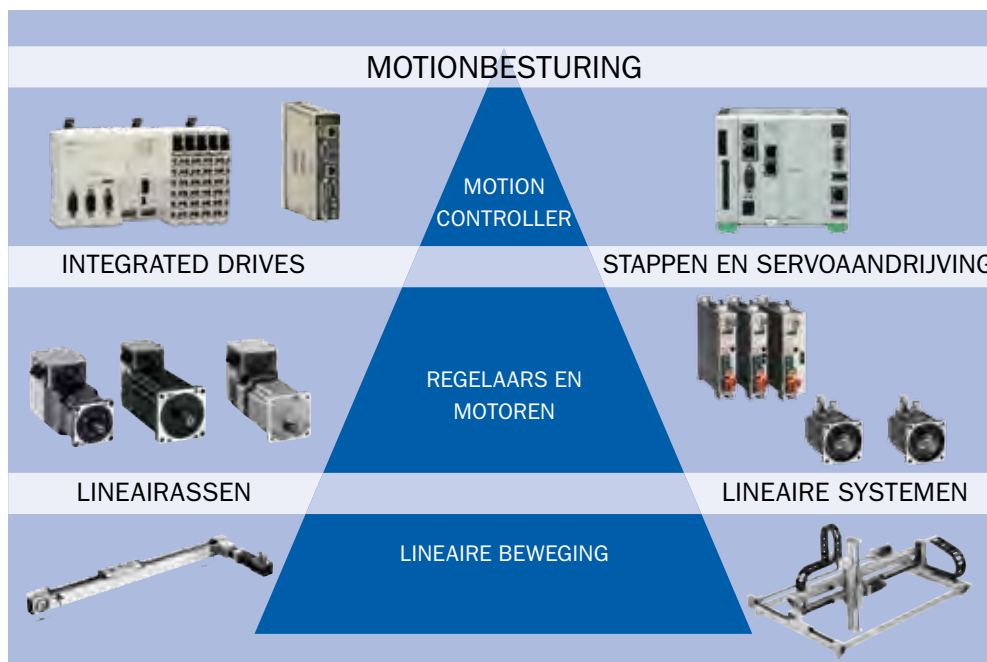 MOTIONBESTURING
MOTION
CONTROLLER
INTEGRATED DRIVES
STAPPEN EN SERVOAANDRIJVING
REGELAARS EN
MOTOREN
LINEAIRASSEN
LINEAIRE SYSTEMEN
LINEAIRE BEWEGING